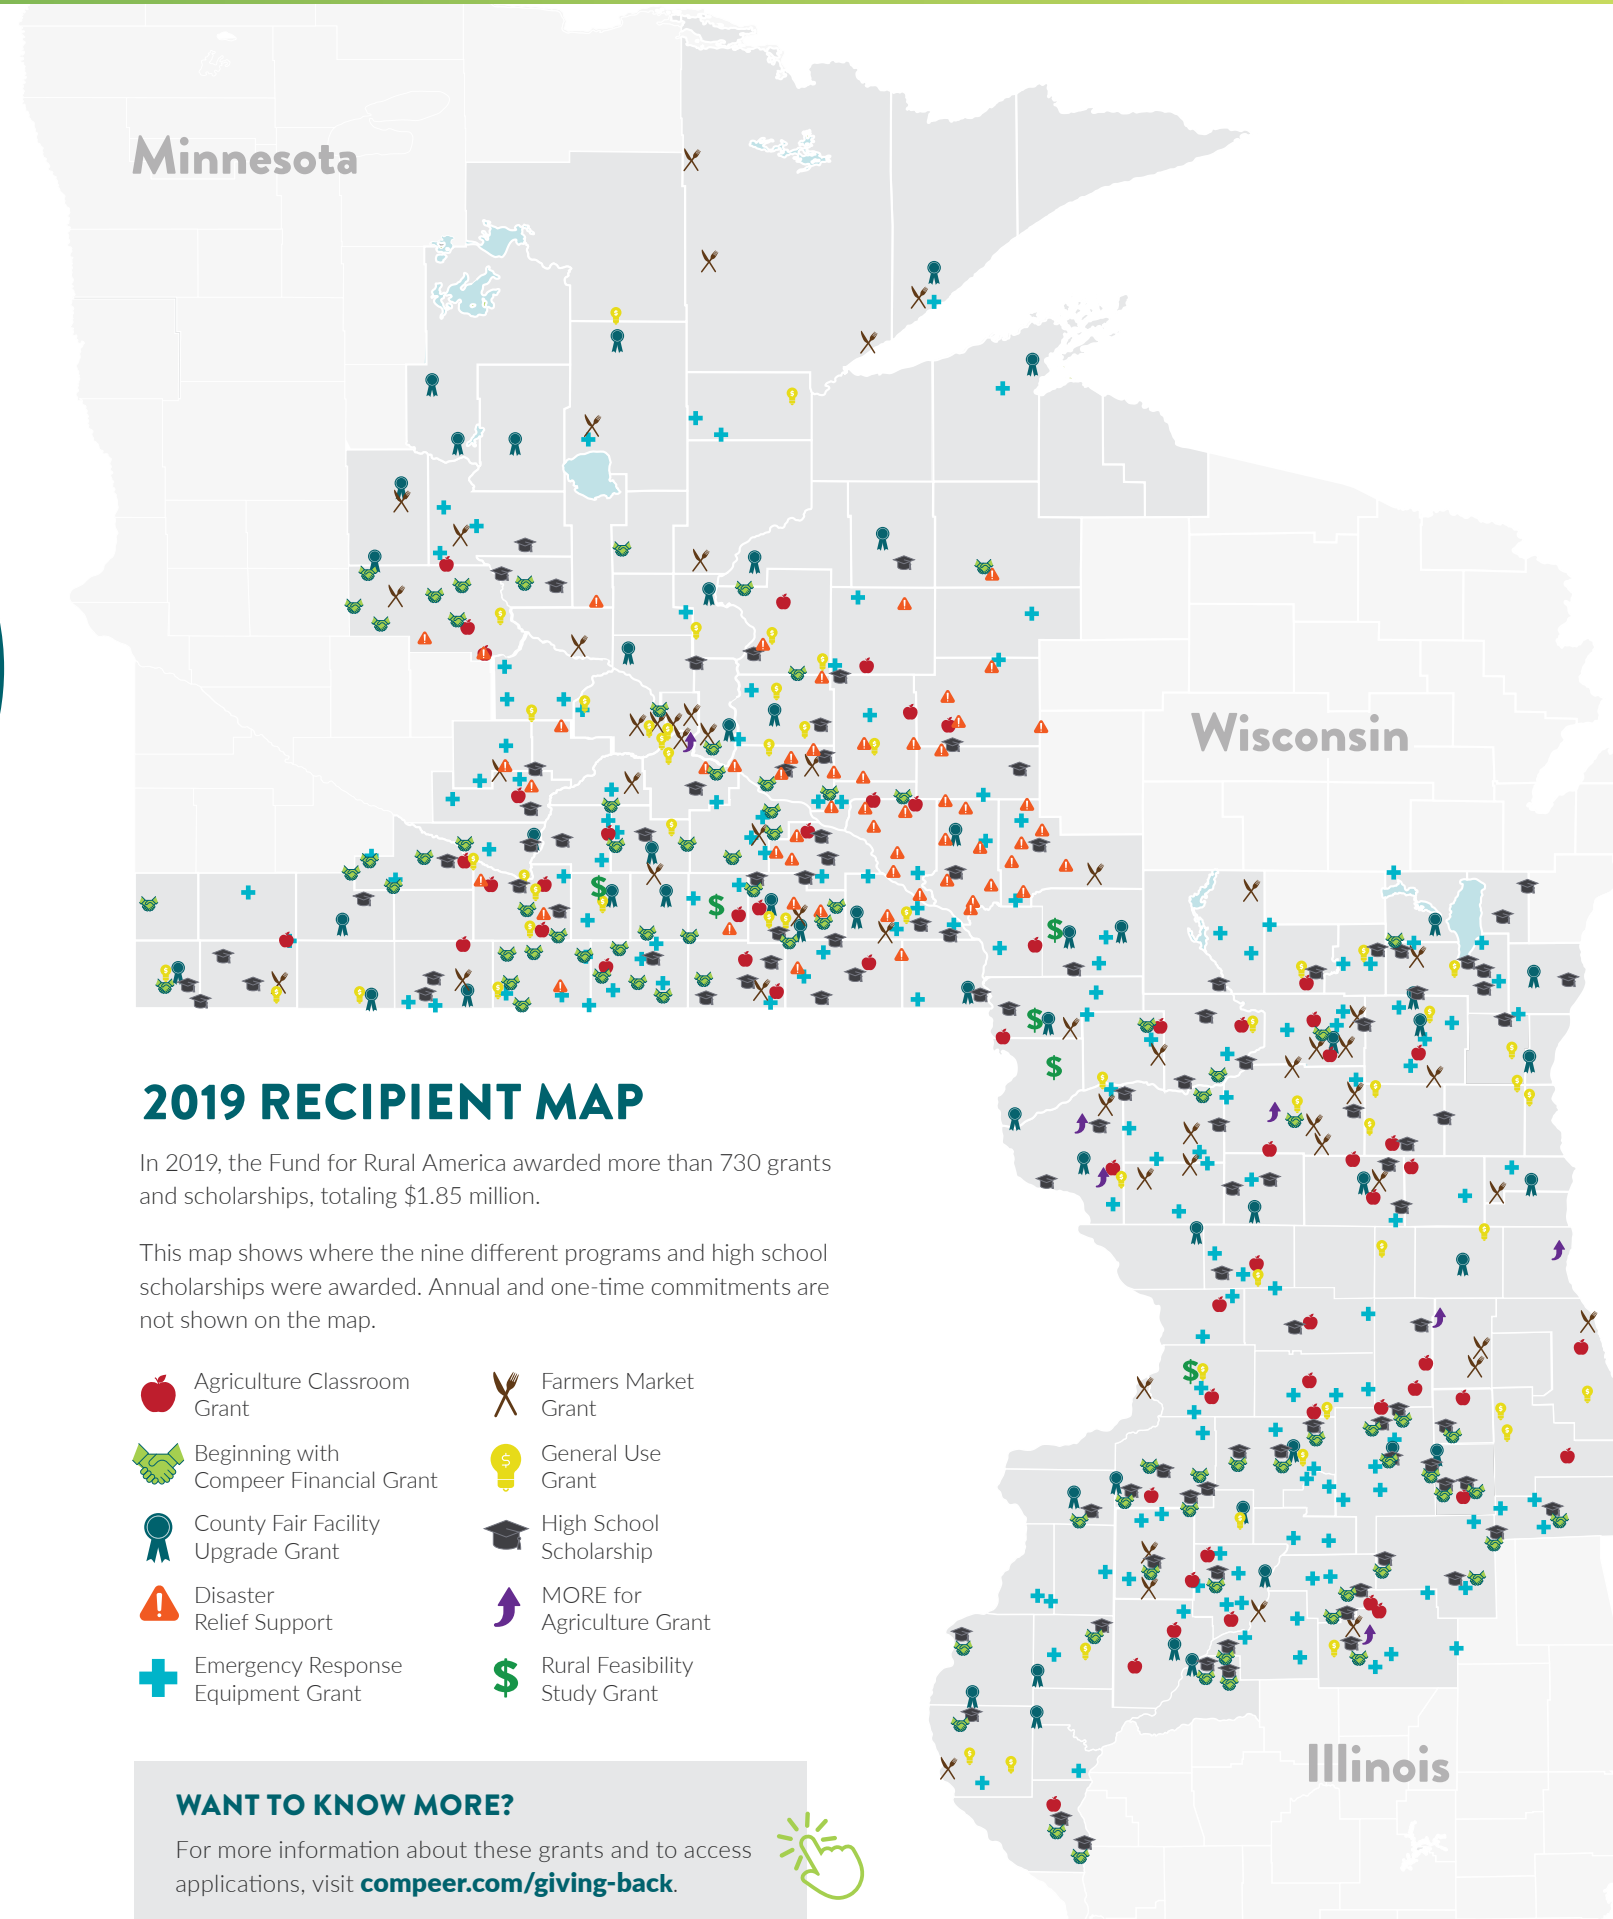 Minnesota
Wisconsin
2019 RECIPIENT MAP
In 2019, the Fund for Rural America awarded more than 730 grants
and scholarships, totaling $1.85 million.
This map shows where the nine different programs and high school
scholarships were awarded. Annual and one-time commitments are
not shown on the map.
Agriculture Classroom
Grant
Beginning with
Compeer Financial Grant
County Fair Facility
Upgrade Grant
Disaster
Relief Support
Emergency Response
Equipment Grant
Farmers Market
Grant
General Use
Grant
High School
Scholarship
MORE for
Agriculture Grant
Rural Feasibility
Study Grant
Illinois
WANT TO KNOW MORE?
For more information about these grants and to access
applications, visit compeer.com/giving-back.